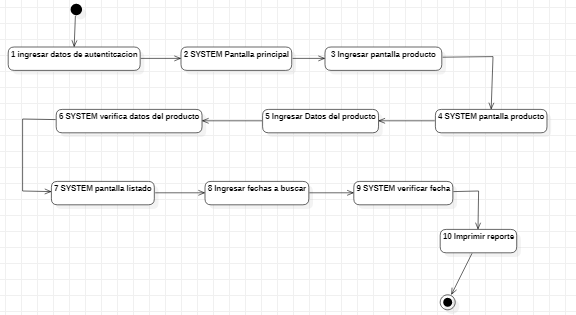 1 ingresar datos de autentitcacion
2 SYSTEM Pantalla principal
3 Ingresar pantalla producto
4 SYSTEM pantalla producto
5 Ingresar Datos del producto
6 SYSTEM verifica datos del producto
7 SYSTEM pantalla listado
8 Ingresar fechas a buscar
9 SYSTEM verificar fecha
10 Imprimir reporte